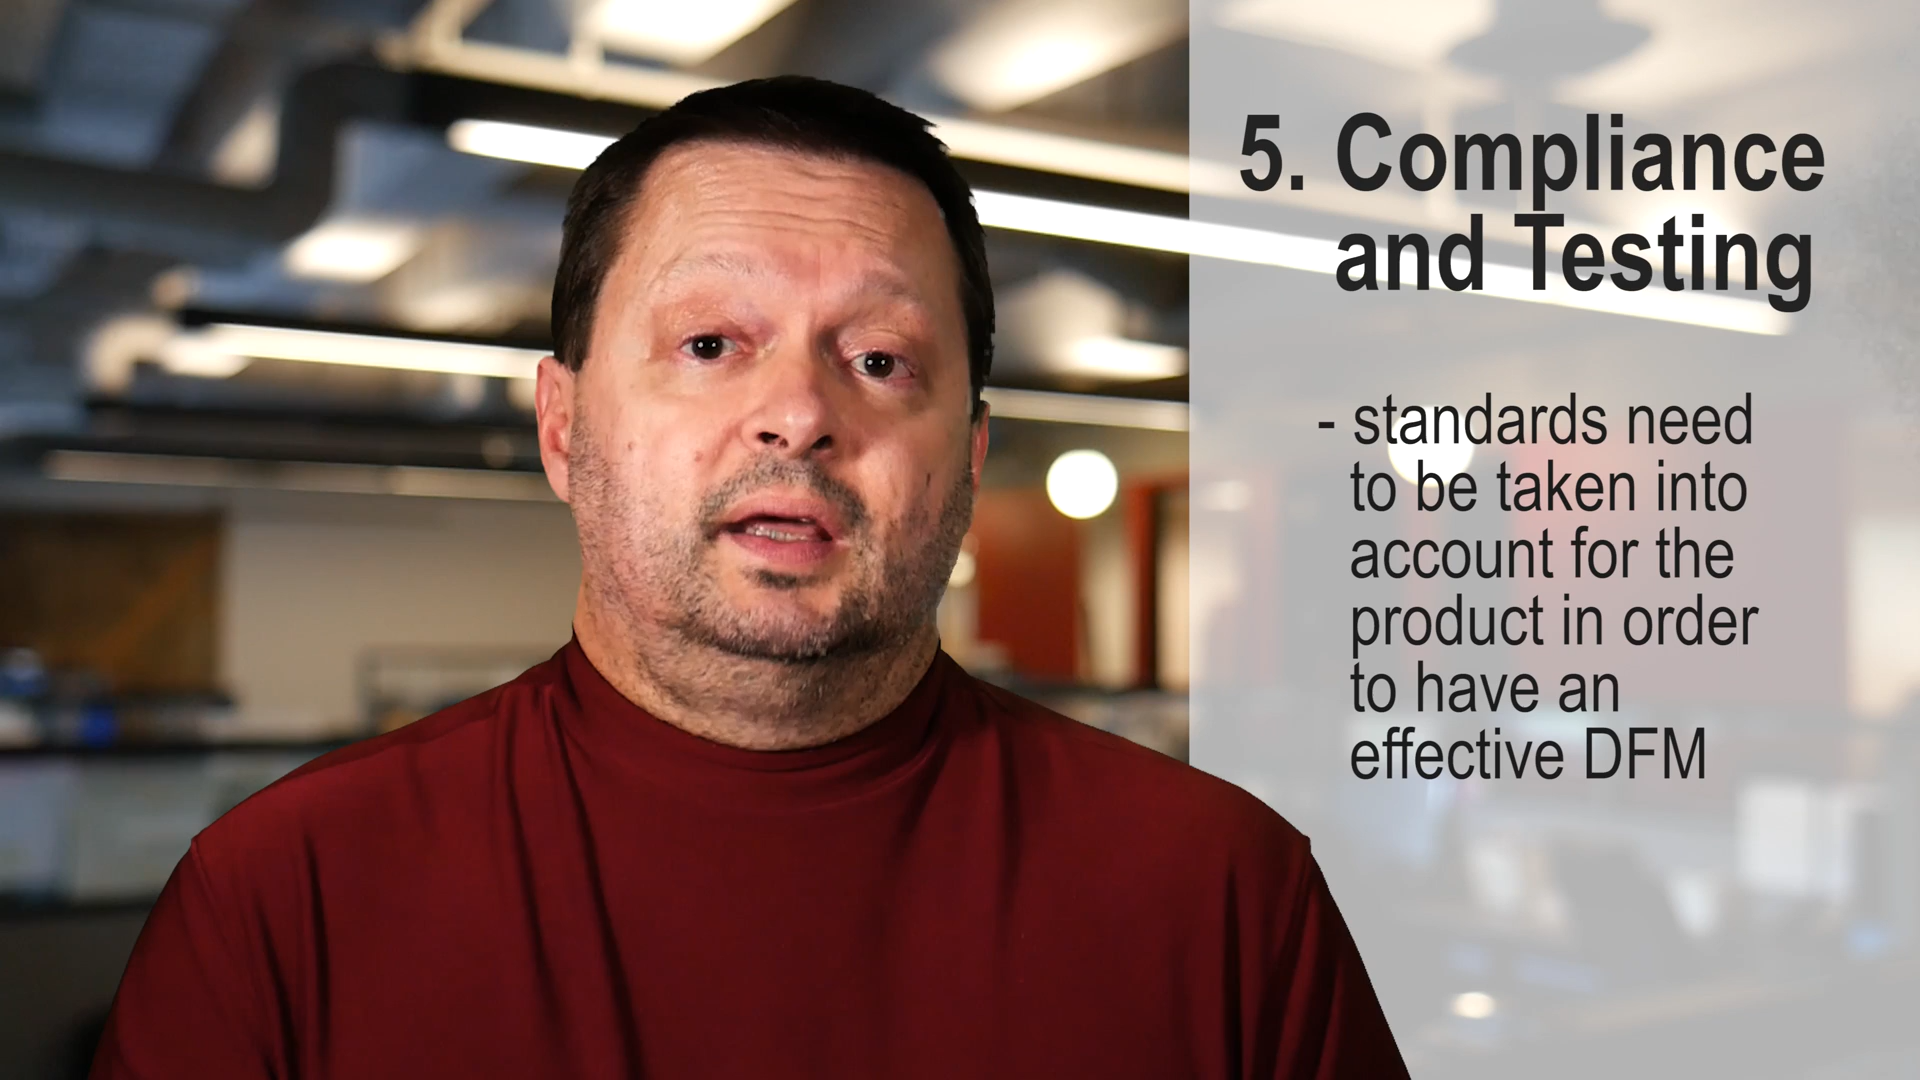 5. Compliance
and Testing
- standards need
to be taken into
account for the
product in order
to have an
effective DFM